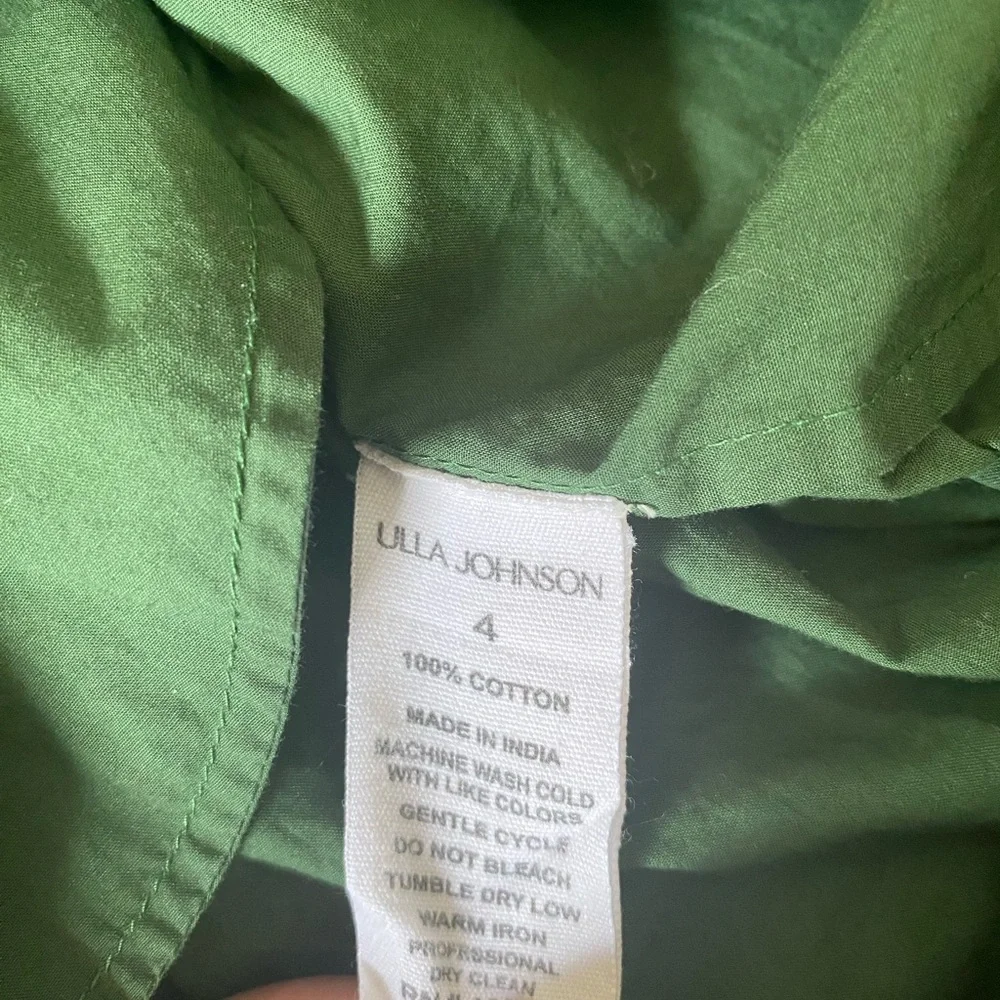 ULLA JOHNSON
4
100% COTTON
MADE IN INDIA
MACHINE WASH COLD
WITH LIKE COLORS
GENTLE CYCLE
DO NOT BLEACH
TUMBLE DRY LOW
WARM IRON
PROFESSIONAL
DRY CLEAN